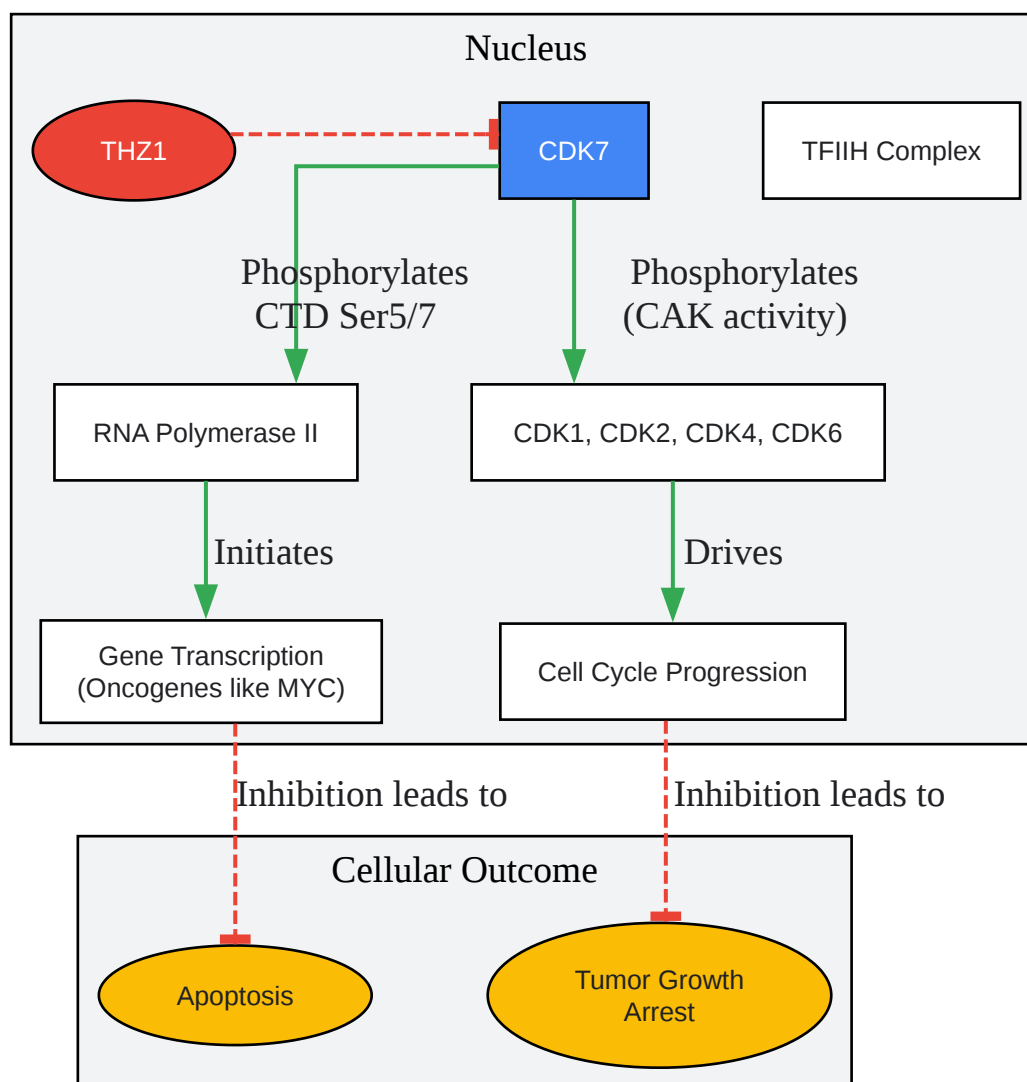 Nucleus
THZ1
CDK7
TFIIH Complex
Phosphorylates
CTD Ser5/7
Phosphorylates
(CAK activity)
RNA Polymerase II
CDK1, CDK2, CDK4, CDK6
Initiates
Drives
Gene Transcription
(Oncogenes like MYC)
Cell Cycle Progression
Inhibition leads to
Inhibition leads to
Cellular Outcome
Apoptosis
Tumor Growth
Arrest